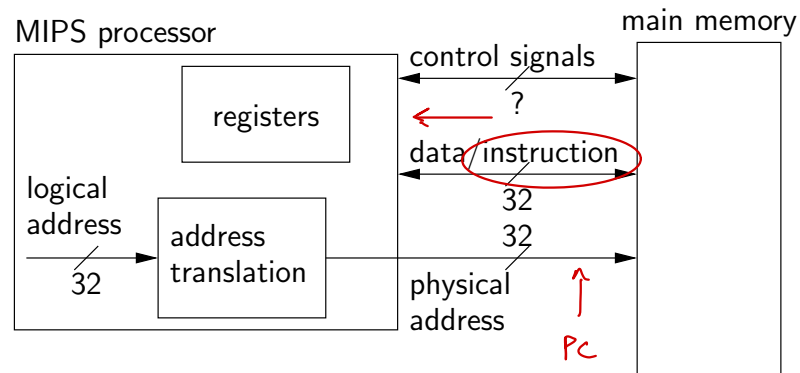 MIPS processor
main memory
control signals
?
registers
data/instruction
32
logical
address
32
address
translation
32
physical
address
PC